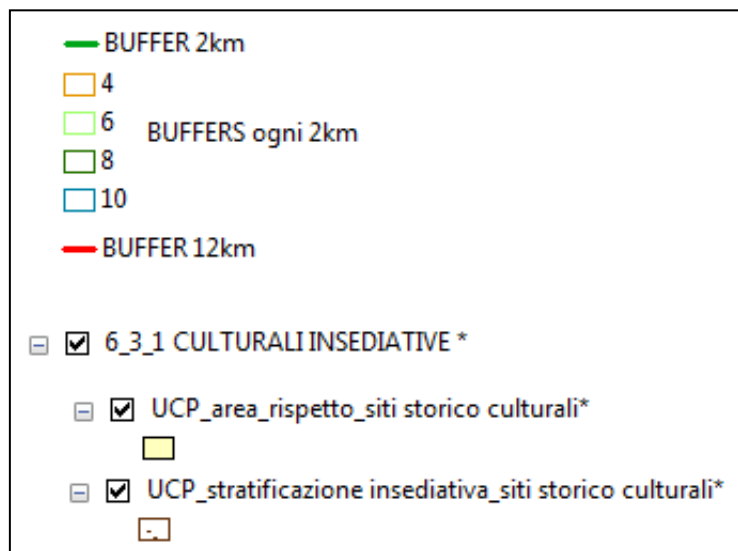 BUFFER 2km
4
6
BUFFERS ogni 2km
8
10
BUFFER 12km
6_3_1 CULTURALI INSEDIATIVE *
UCP_area_rispetto_siti storico culturali*
UCP_stratificazione insediativa_siti storico culturali*